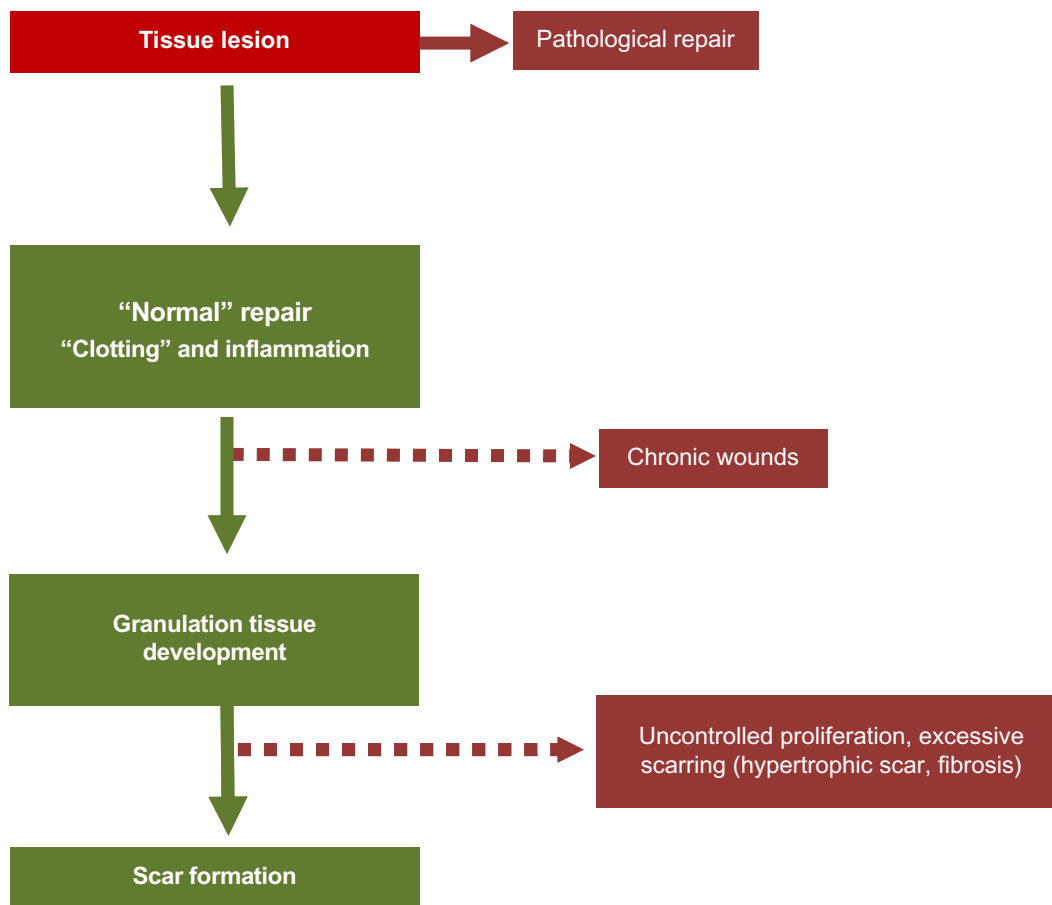 Tissue lesion
Pathological repair
“Normal” repair
“Clotting” and inflammation
Chronic wounds
Granulation tissue
development
Uncontrolled proliferation, excessive
scarring (hypertrophic scar, fibrosis)
Scar formation